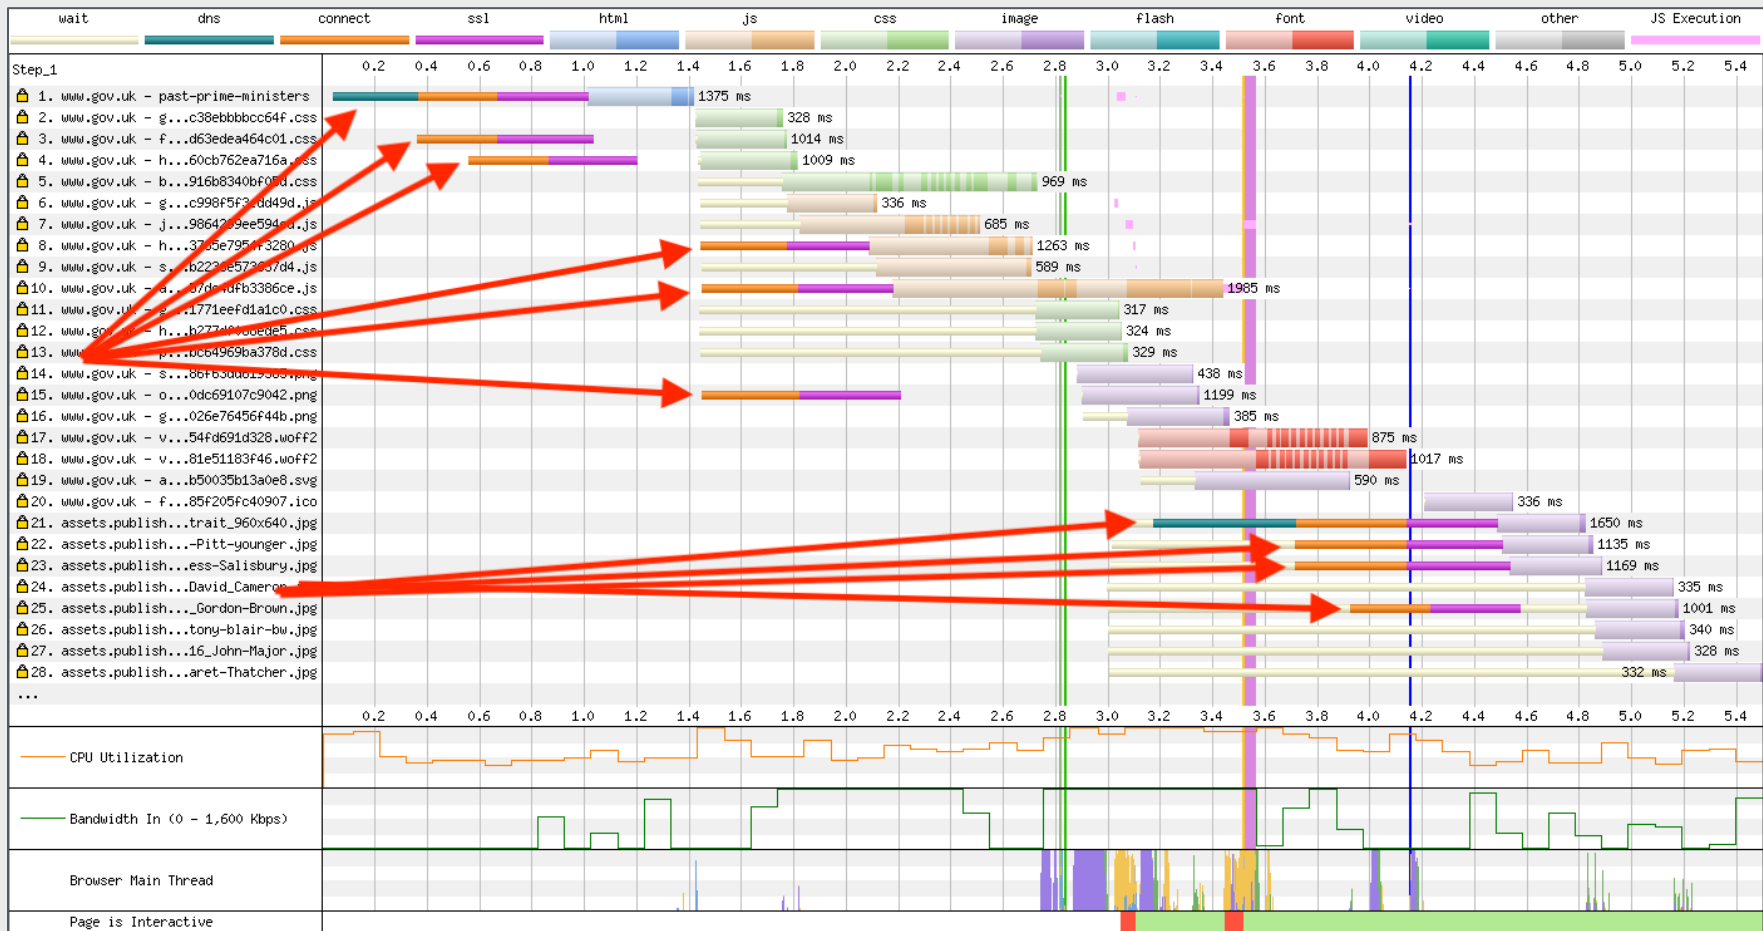 wait dns connect ssl html js css image flash font video other JS Execution
Step_1 0.2 0.4 0.6 0.8 1.0 1.2 1.4 1.6 1.8 2.0 2.2 2.4 2.6 2.8 3.0 3.2 3.4 3.6 3.8 4.0 4.2 4.4 4.6 4.8 5.0 5.2 5.4
1. www.gov.uk - past-prime-ministers 1375 ms
2. www.gov.uk - g...c38ebbbbcc64f.css 328 ms
3. www.gov.uk - f...d63edea464c01.css 1014 ms
4. www.gov.uk - h...60cb762ea716a.css 1009 ms
5. www.gov.uk - 969 ms
6. www.gov.uk - 336 ms
7. www.gov.uk - 685 ms
8. www.gov.uk - 1263 ms
9. www.gov.uk - 589 ms
10. www.gov.uk - 1985 ms
11. www.gov.uk - 317 ms
12. www.gov.uk - 324 ms
13. 329 ms
14. www.gov.uk - 438 ms
15. www.gov.uk - o...0dc69107c9042.png 1199 ms
16. www.gov.uk - g...026e76456f44b.png 385 ms
17. www.gov.uk - v...54fd691d328.woff2 875 ms
18. www.gov.uk - v...81e51183f46.woff2 1017 ms
19. www.gov.uk - a...b50035b13a0e8.svg 590 ms
20. www.gov.uk - f...85f205fc40907.ico 336 ms
21. assets.publish...trait_960x640.jpg 1650 ms
22. assets.publish...-Pitt-younger.jpg 1135 ms
23. assets.publish...ess-Salisbury.jpg 1169 ms
24. assets.publish...David_Cameron 335 ms
25. assets.publish..._Gordon-Brown.jpg 1001 ms
26. assets.publish...tony-blair-bw.jpg 340 ms
27. assets.publish...16_John-Major.jpg 328 ms
28. assets.publish...aret-Thatcher.jpg 332 ms
...
0.2 0.4 0.6 0.8 1.0 1.2 1.4 1.6 1.8 2.0 2.2 2.4 2.6 2.8 3.0 3.2 3.4 3.6 3.8 4.0 4.2 4.4 4.6 4.8 5.0 5.2 5.4
CPU Utilization
Bandwidth In (0 - 1,600 Kbps)
Browser Main Thread
Page is Interactive